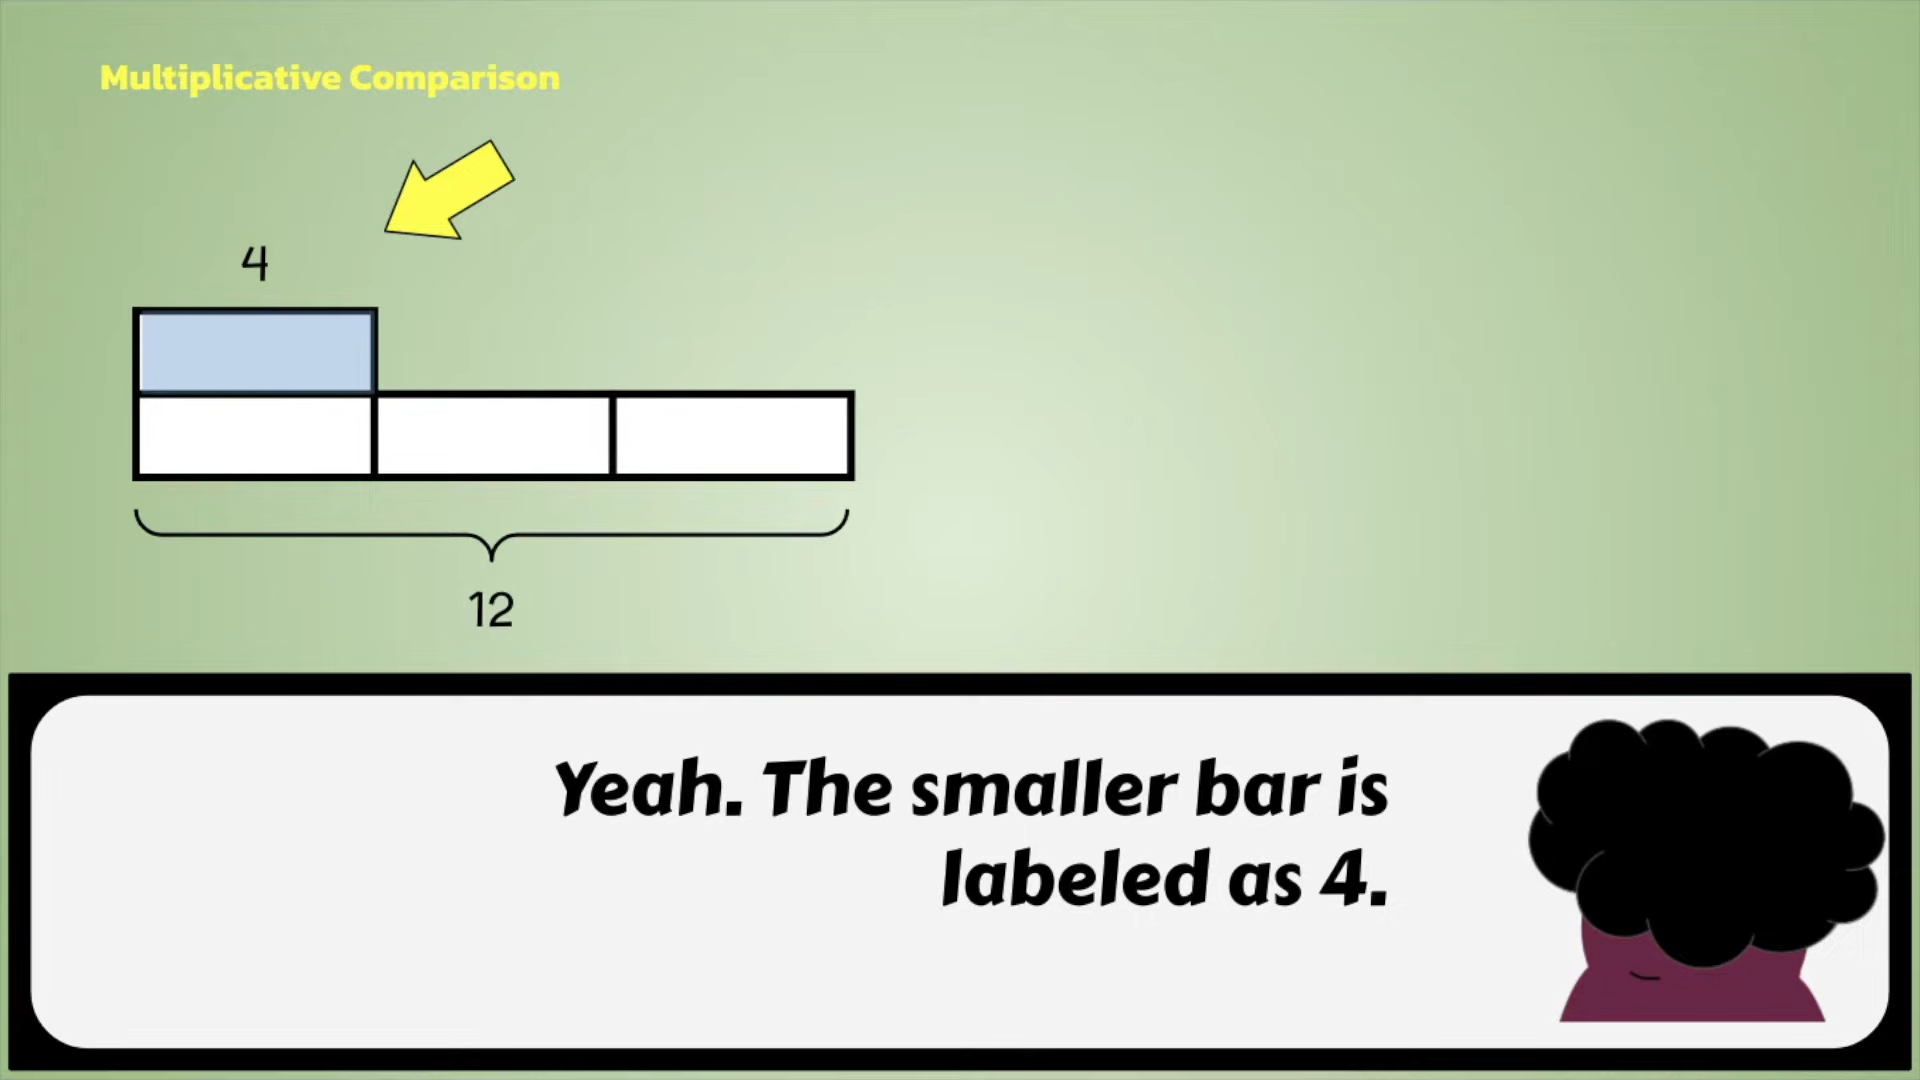 Multiplicative Comparison
4
12
Yeah. The smaller bar is
labeled as 4.